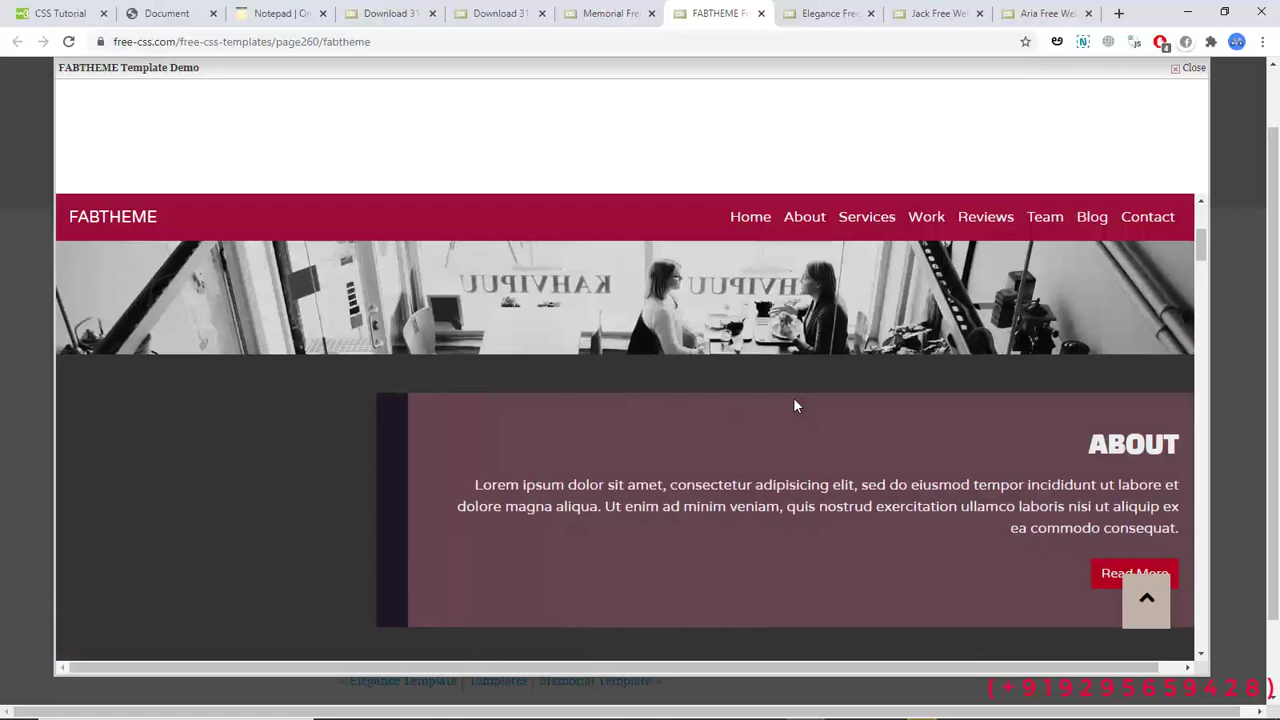 CSS Tutorial
Document
Notepad | O
Download 31
Download 31
Memorial Fre
FABTHEME F
Elegance Free
Jack Free We
Aria Free Wel
free-css.com/free-css-templates/page260/fabtheme
FABTHEME Template Demo
Close
FABTHEME
Home About Services Work Reviews Team Blog Contact
ABOUT
Lorem ipsum dolor sit amet, consectetur adipisicing elit, sed do eiusmod tempor incididunt ut labore et
dolore magna aliqua. Ut enim ad minim veniam, quis nostrud exercitation ullamco laboris nisi ut aliquip ex
ea commodo consequat.
Read More
« Elegance Template | Templates | Memorial Template »
(+919295659428)